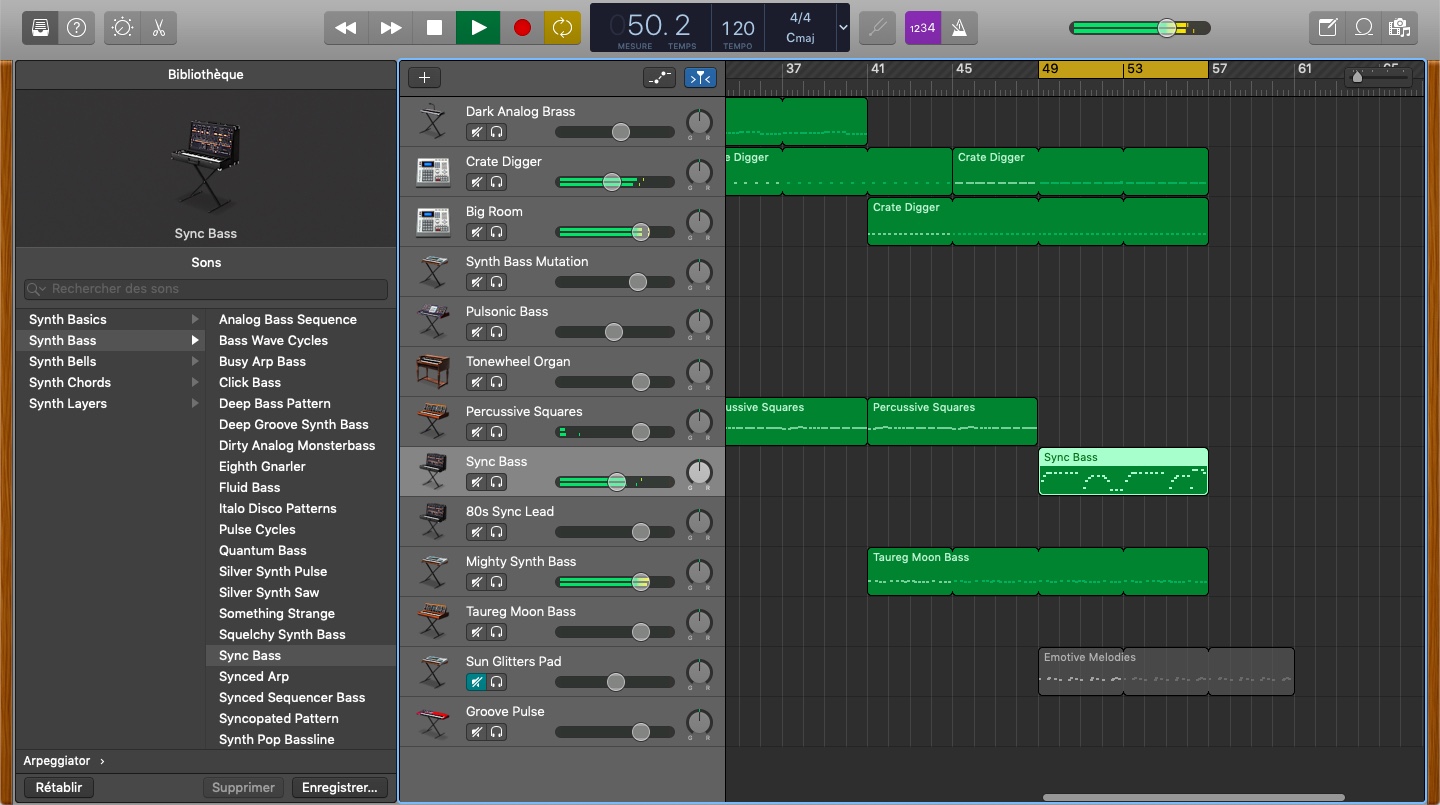 50. 2
MESURE TEMPS
120
TEMPO
4/4
Cmaj
1234
Bibliothèque
Sync Bass
Sons
Rechercher des sons
Synth Basics
Synth Bass
Synth Bells
Synth Chords
Synth Layers
Analog Bass Sequence
Bass Wave Cycles
Busy Arp Bass
Click Bass
Deep Bass Pattern
Deep Groove Synth Bass
Dirty Analog Monsterbass
Eighth Gnarler
Fluid Bass
Italo Disco Patterns
Pulse Cycles
Quantum Bass
Silver Synth Pulse
Silver Synth Saw
Something Strange
Squelchy Synth Bass
Sync Bass
Synced Arp
Synced Sequencer Bass
Syncopated Pattern
Synth Pop Bassline
Arpeggiator
Rétablir
Supprimer
Enregistrer...
37 41 45 49 53 57 61 65
Dark Analog Brass
G R
Crate Digger
G R
e Digger
Crate Digger
Big Room
G R
Crate Digger
Synth Bass Mutation
G R
Pulsonic Bass
G R
Tonewheel Organ
G R
Percussive Squares
G R
ussive Squares
Percussive Squares
Sync Bass
G R
Sync Bass
80s Sync Lead
G R
Mighty Synth Bass
G R
Taureg Moon Bass
Taureg Moon Bass
G R
Sun Glitters Pad
G R
Emotive Melodies
Groove Pulse
G R